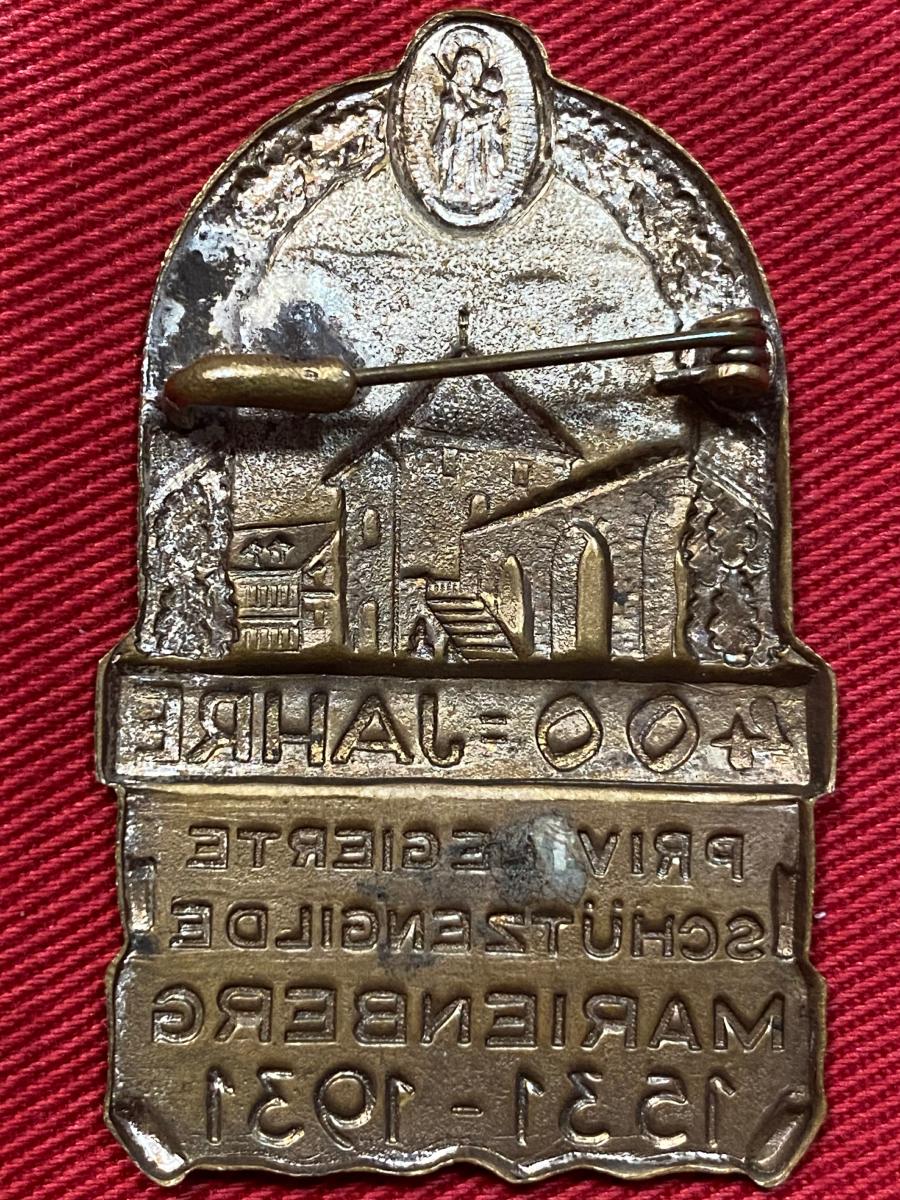 400=JAHRE
PRIVILEGIERTE
SCHÜTZENGILDE
MARIENBERG
1531-1931